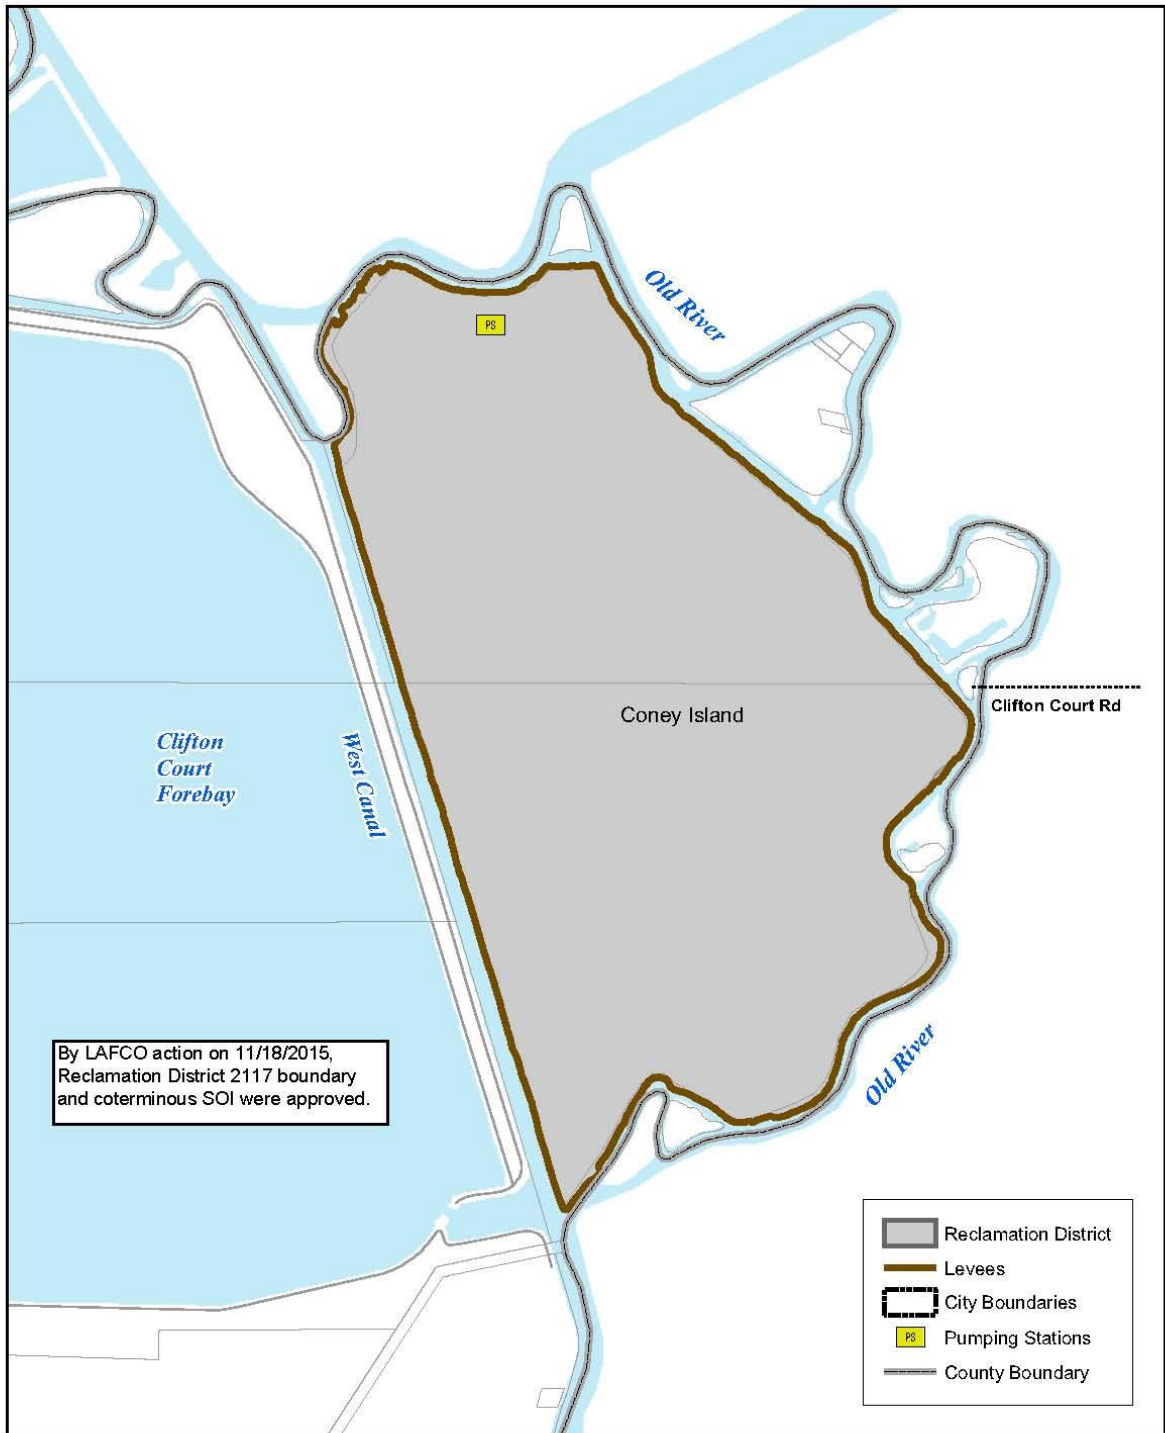 Old River
PS
Coney Island
Clifton Court Rd
Clifton
Court
Forebay
West Canal
Old River
By LAFCO action on 11/18/2015,
Reclamation District 2117 boundary
and coterminous SOI were approved.
Reclamation District
Levees
City Boundaries
PS Pumping Stations
County Boundary